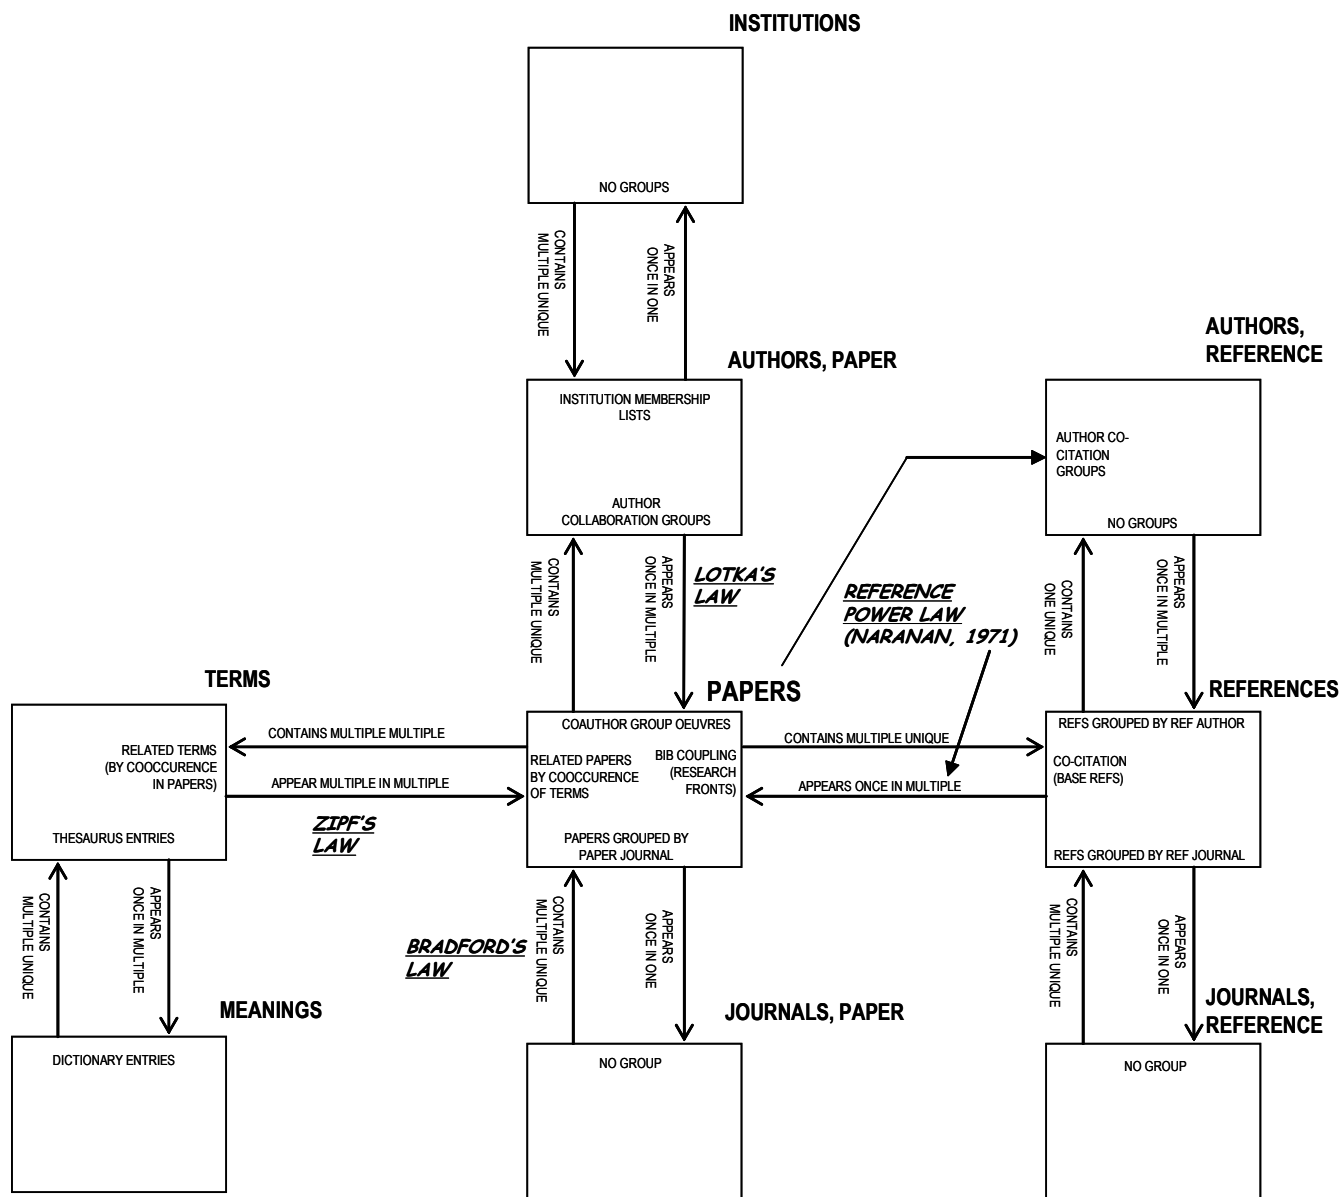 INSTITUTIONS
NO GROUPS
CONTAINS
MULTIPLE UNIQUE
APPEARS
ONCE IN ONE
AUTHORS, PAPER
INSTITUTION MEMBERSHIP
LISTS
AUTHOR
COLLABORATION GROUPS
AUTHORS,
REFERENCE
AUTHOR CO-
CITATION
GROUPS
NO GROUPS
CONTAINS
MULTIPLE UNIQUE
APPEARS
ONCE IN MULTIPLE
LOTKA'S
LAW
REFERENCE
POWER LAW
(NARANAN, 1971)
CONTAINS
ONE UNIQUE
APPEARS
ONCE IN MULTIPLE
TERMS
RELATED TERMS
(BY COOCCURENCE
IN PAPERS)
THESAURUS ENTRIES
CONTAINS MULTIPLE MULTIPLE
APPEAR MULTIPLE IN MULTIPLE
ZIPF'S
LAW
PAPERS
COAUTHOR GROUP OEUVRES
RELATED PAPERS
BY COOCCURENCE
OF TERMS
BIB COUPLING
(RESEARCH
FRONTS)
PAPERS GROUPED BY
PAPER JOURNAL
CONTAINS MULTIPLE UNIQUE
APPEARS ONCE IN MULTIPLE
REFERENCES
REFS GROUPED BY REF AUTHOR
CO-CITATION
(BASE REFS)
REFS GROUPED BY REF JOURNAL
CONTAINS
MULTIPLE UNIQUE
APPEARS
ONCE IN MULTIPLE
BRADFORD'S
LAW
CONTAINS
MULTIPLE UNIQUE
APPEARS
ONCE IN ONE
CONTAINS
MULTIPLE UNIQUE
APPEARS
ONCE IN ONE
MEANINGS
DICTIONARY ENTRIES
JOURNALS, PAPER
NO GROUP
JOURNALS,
REFERENCE
NO GROUP